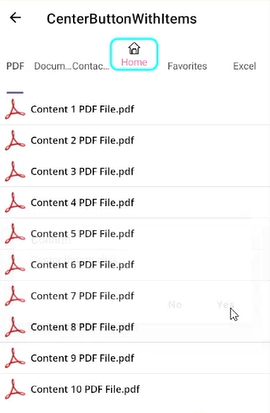 CenterButtonWithItems
PDF Docum... Contac... Home Favorites Excel
Content 1 PDF File.pdf
Content 2 PDF File.pdf
Content 3 PDF File.pdf
Content 4 PDF File.pdf
Content 5 PDF File.pdf
Content 6 PDF File.pdf
Content 7 PDF File.pdf
No Yes
Content 8 PDF File.pdf
Content 9 PDF File.pdf
Content 10 PDF File.pdf